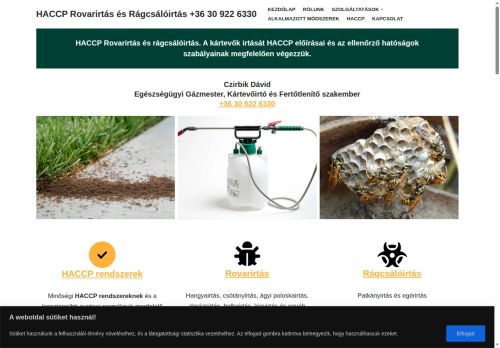 HACCP Rovarirtás és Rágcsálóirtás +36 30 922 6330
KEZDŐLAP RÓLUNK SZOLGÁLTATÁSOK
ALKALMAZOTT MÓDSZEREK HACCP KAPCSOLAT
HACCP Rovarirtás és rágcsálóirtás. A kártevők irtását HACCP előírásai és az ellenőrző hatóságok
szabályainak megfelelően végezzük.
Czirbik Dávid
Egészségügyi Gázmester, Kártevőirtó és Fertőtlenítő szakember
+36 30 922 6330
HACCP rendszerek
Rovarirtás
Rágcsálóirtás
Minőségi HACCP rendszereknek és a
Hangyairtás, csótányirtás, ágyi poloskairtás,
Patkányirtás és egérirtás
A weboldal sütiket használ!
Sütiket használunk a felhasználói élmény növeléséhez, és a látogatottsági statisztika vezetéséhez. Az elfogad gombra kattintva beleegyezik, hogy használhassuk ezeket.
Elfogad